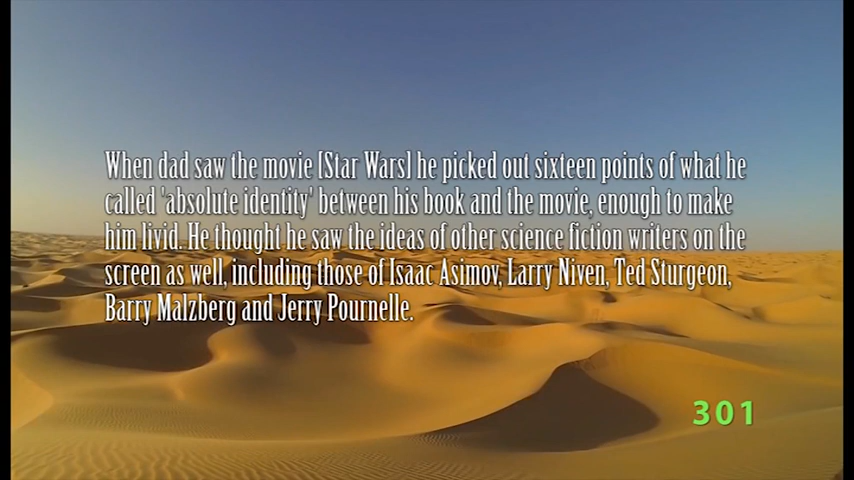 When dad saw the movie [Star Wars] he picked out sixteen points of what he
called 'absolute identity' between his book and the movie, enough to make
him livid. He thought he saw the ideas of other science fiction writers on the
screen as well, including those of Isaac Asimov, Larry Niven, Ted Sturgeon,
Barry Malzberg and Jerry Pournelle.
301